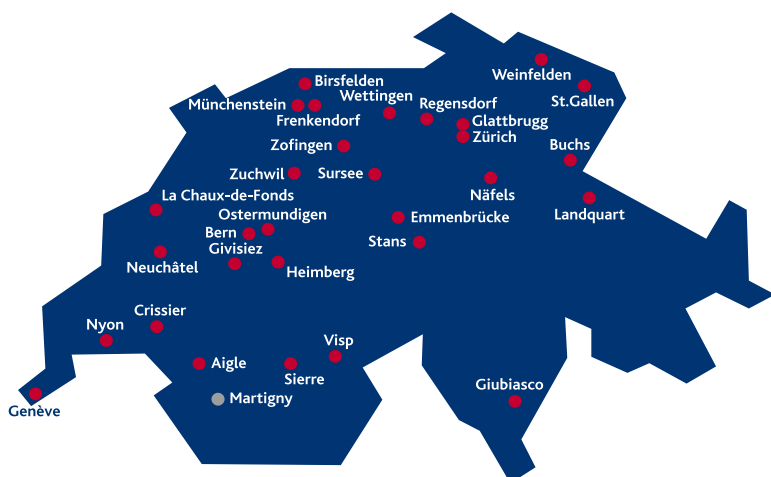 Weinfelden
Birsfelden
Wettingen
St.Gallen
Münchenstein
Regensdorf
Frenkendorf
Glattbrugg
Zürich
Zofingen
Buchs
Zuchwil
Sursee
Näfels
La Chaux-de-Fonds
Landquart
Ostermundigen
Emmenbrücke
Bern
Stans
Givisiez
Neuchâtel
Heimberg
Crissier
Nyon
Visp
Aigle
Sierre
Giubiasco
Martigny
Genève